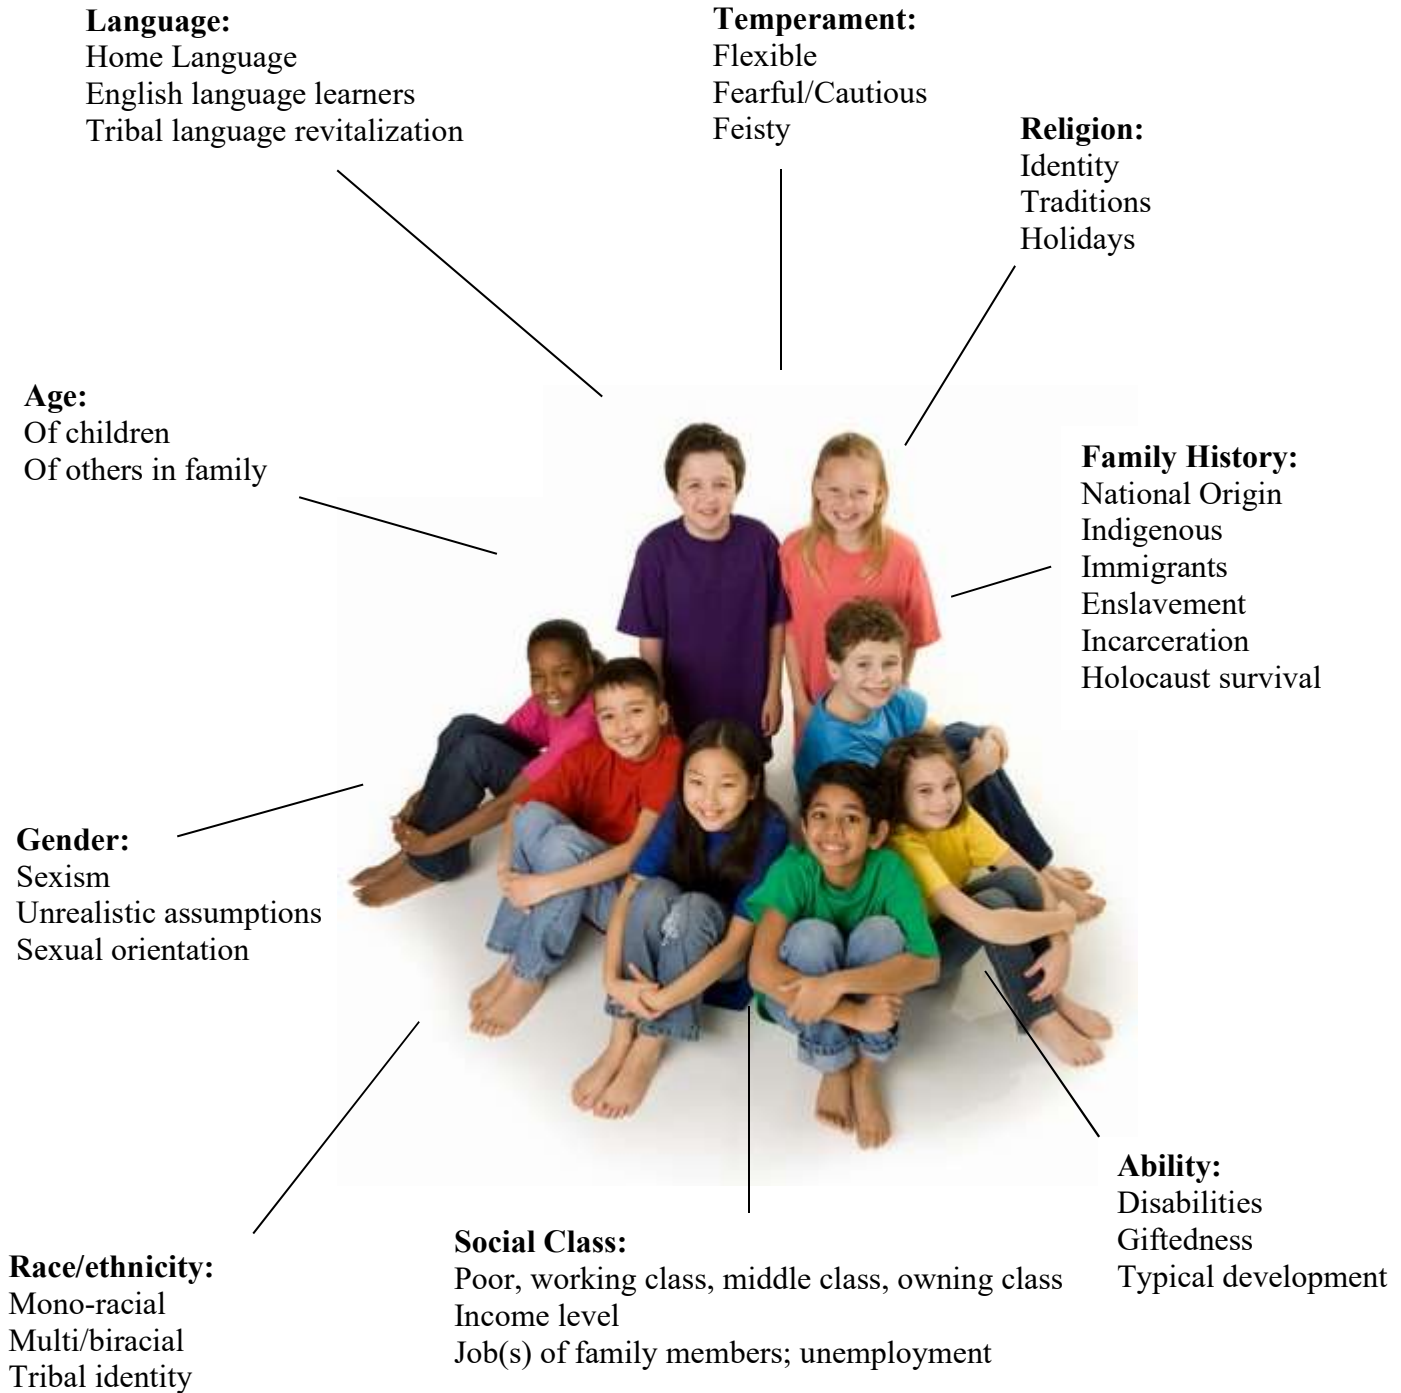 Language:
Home Language
English language learners
Tribal language revitalization
Temperament:
Flexible
Fearful/Cautious
Feisty
Religion:
Identity
Traditions
Holidays
Age:
Of children
Of others in family
Family History:
National Origin
Indigenous
Immigrants
Enslavement
Incarceration
Holocaust survival
Gender:
Sexism
Unrealistic assumptions
Sexual orientation
Ability:
Disabilities
Giftedness
Typical development
Race/ethnicity:
Mono-racial
Multi/biracial
Tribal identity
Social Class:
Poor, working class, middle class, owning class
Income level
Job(s) of family members; unemployment